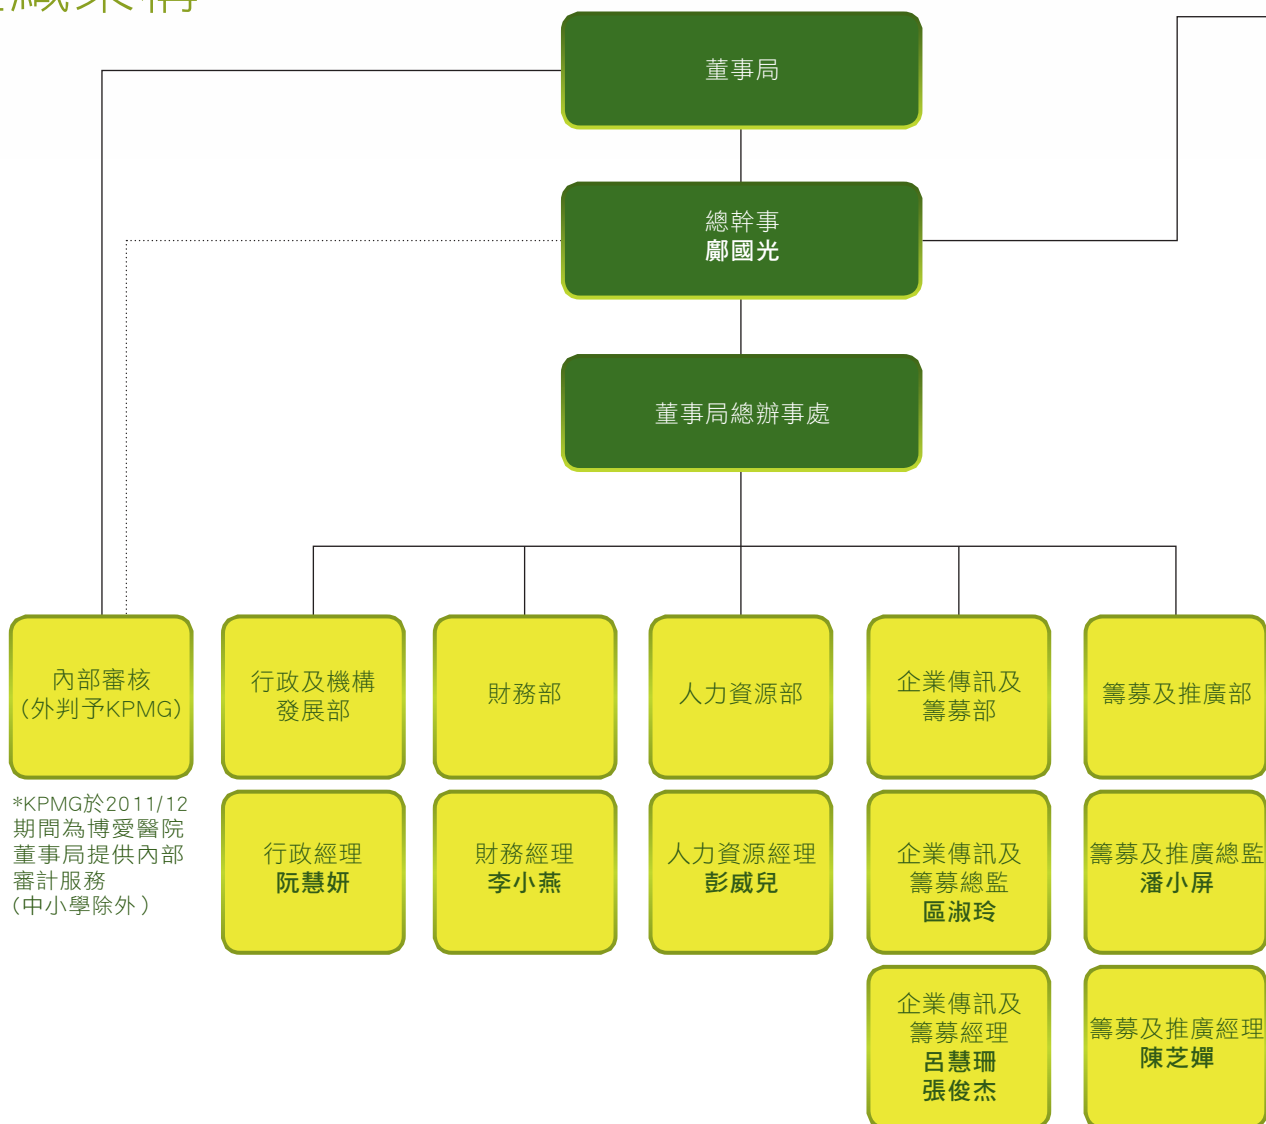 織架構
董事局
總幹事
鄺國光
董事局總辦事處
內部審核
(外判予KPMG)
行政及機構
發展部
財務部
人力資源部
企業傳訊及
籌募部
籌募及推廣部
*KPMG於2011/12
期間為博愛醫院
董事局提供內部
審計服務
(中小學除外)
行政經理
阮慧妍
財務經理
李小燕
人力資源經理
彭威兒
企業傳訊及
籌募總監
區淑玲
籌募及推廣總監
潘小屏
企業傳訊及
籌募經理
呂慧珊
張俊杰
籌募及推廣經理
陳芝嬋